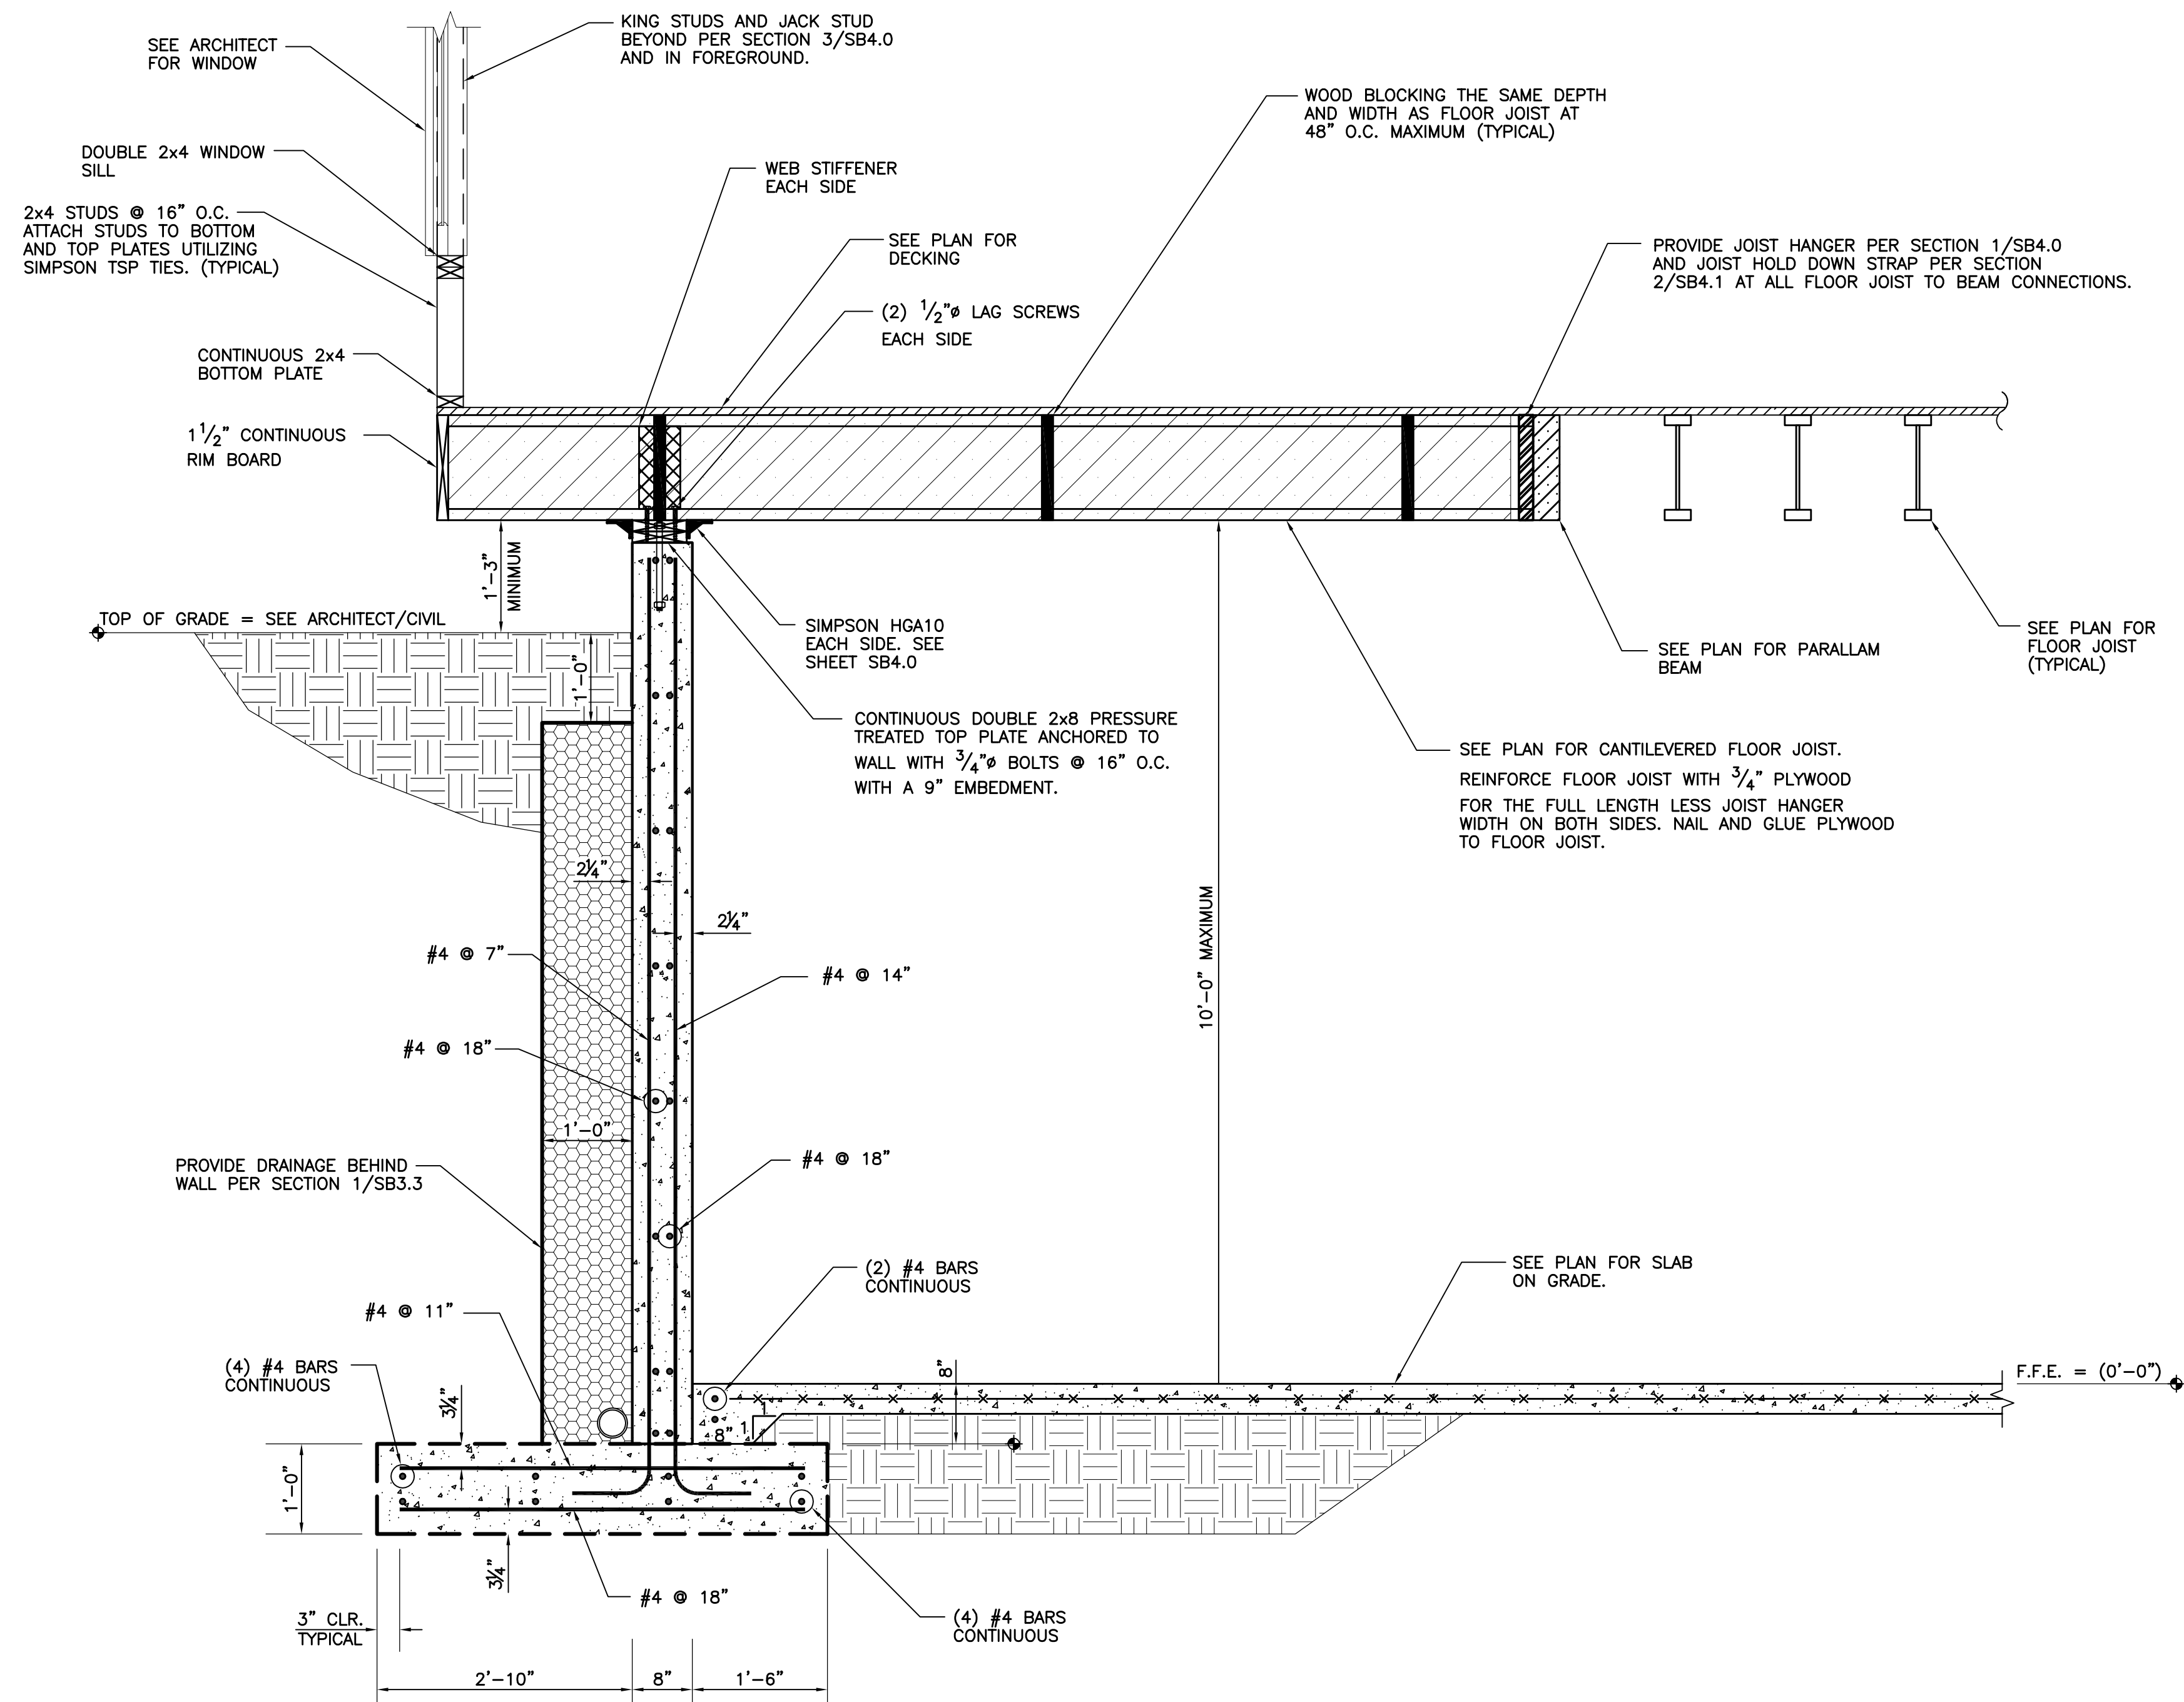 KING STUDS AND JACK STUD
BEYOND PER SECTION 3/SB4.0
AND IN FOREGROUND.
SEE ARCHITECT
FOR WINDOW
WOOD BLOCKING THE SAME DEPTH
AND WIDTH AS FLOOR JOIST AT
48" O.C. MAXIMUM (TYPICAL)
DOUBLE 2x4 WINDOW
SILL
WEB STIFFENER
EACH SIDE
2x4 STUDS @ 16" O.C.
ATTACH STUDS TO BOTTOM
AND TOP PLATES UTILIZING
SIMPSON TSP TIES. (TYPICAL)
SEE PLAN FOR
DECKING
PROVIDE JOIST HANGER PER SECTION 1/SB4.0
AND JOIST HOLD DOWN STRAP PER SECTION
2/SB4.1 AT ALL FLOOR JOIST TO BEAM CONNECTIONS.
(2) 1/2"ø LAG SCREWS
EACH SIDE
CONTINUOUS 2x4
BOTTOM PLATE
1 1/2" CONTINUOUS
RIM BOARD
1'-3"
MINIMUM
TOP OF GRADE = SEE ARCHITECT/CIVIL
1'-0"
SIMPSON HGA10
EACH SIDE. SEE
SHEET SB4.0
SEE PLAN FOR PARALLAM
BEAM
SEE PLAN FOR
FLOOR JOIST
(TYPICAL)
CONTINUOUS DOUBLE 2x8 PRESSURE
TREATED TOP PLATE ANCHORED TO
WALL WITH 3/4"ø BOLTS @ 16" O.C.
WITH A 9" EMBEDMENT.
SEE PLAN FOR CANTILEVERED FLOOR JOIST.
REINFORCE FLOOR JOIST WITH 3/4" PLYWOOD
FOR THE FULL LENGTH LESS JOIST HANGER
WIDTH ON BOTH SIDES. NAIL AND GLUE PLYWOOD
TO FLOOR JOIST.
2 1/4"
2 1/4"
10'-0" MAXIMUM
#4 @ 7"
#4 @ 14"
#4 @ 18"
1'-0"
#4 @ 18"
PROVIDE DRAINAGE BEHIND
WALL PER SECTION 1/SB3.3
(2) #4 BARS
CONTINUOUS
SEE PLAN FOR SLAB
ON GRADE.
#4 @ 11"
(4) #4 BARS
CONTINUOUS
3 1/4"
8"
F.F.E. = (0'-0")
1
1
8"
1'-0"
3 1/4"
#4 @ 18"
(4) #4 BARS
CONTINUOUS
3" CLR.
TYPICAL
2'-10"
8"
1'-6"